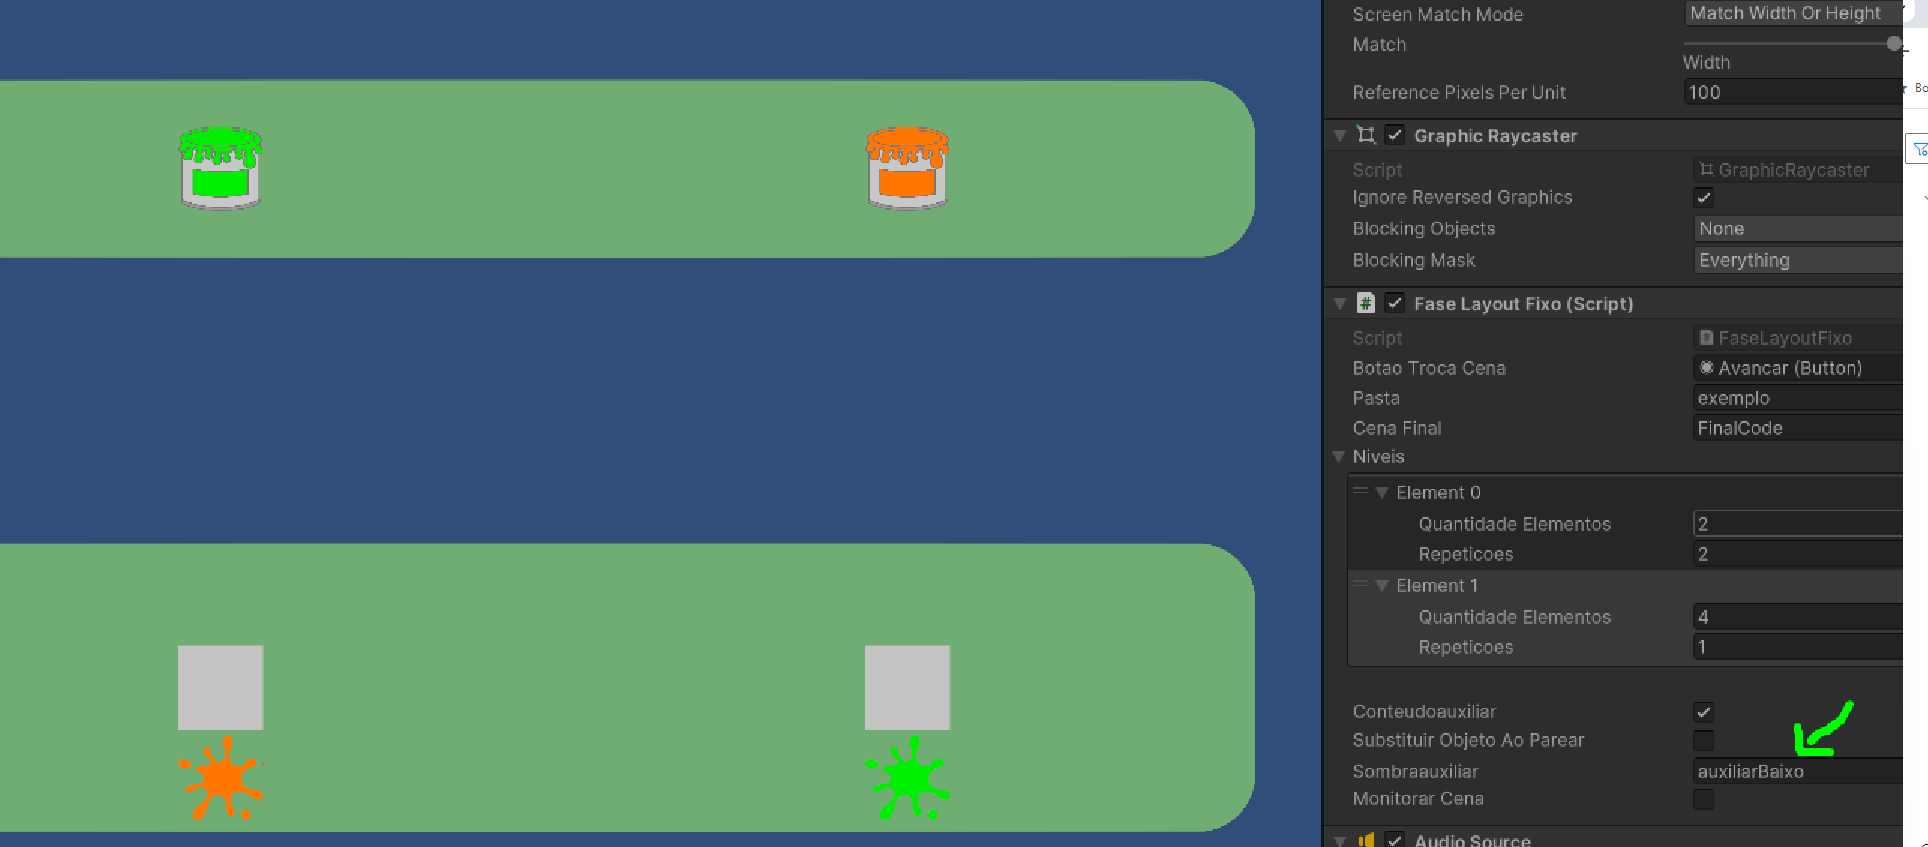 Screen Match Mode Match Width Or Height
Match
Width
Reference Pixels Per Unit 100
Graphic Raycaster
Script GraphicRaycaster
Ignore Reversed Graphics
Blocking Objects None
Blocking Mask Everything
# Fase Layout Fixo (Script)
Script FaseLayoutFixo
Botao Troca Cena Avancar (Button)
Pasta exemplo
Cena Final FinalCode
Niveis
Element 0
Quantidade Elementos 2
Repeticoes 2
Element 1
Quantidade Elementos 4
Repeticoes 1
Conteudoauxiliar
Substituir Objeto Ao Parear
Sombraauxiliar auxiliarBaixo
Monitorar Cena
Audio Source